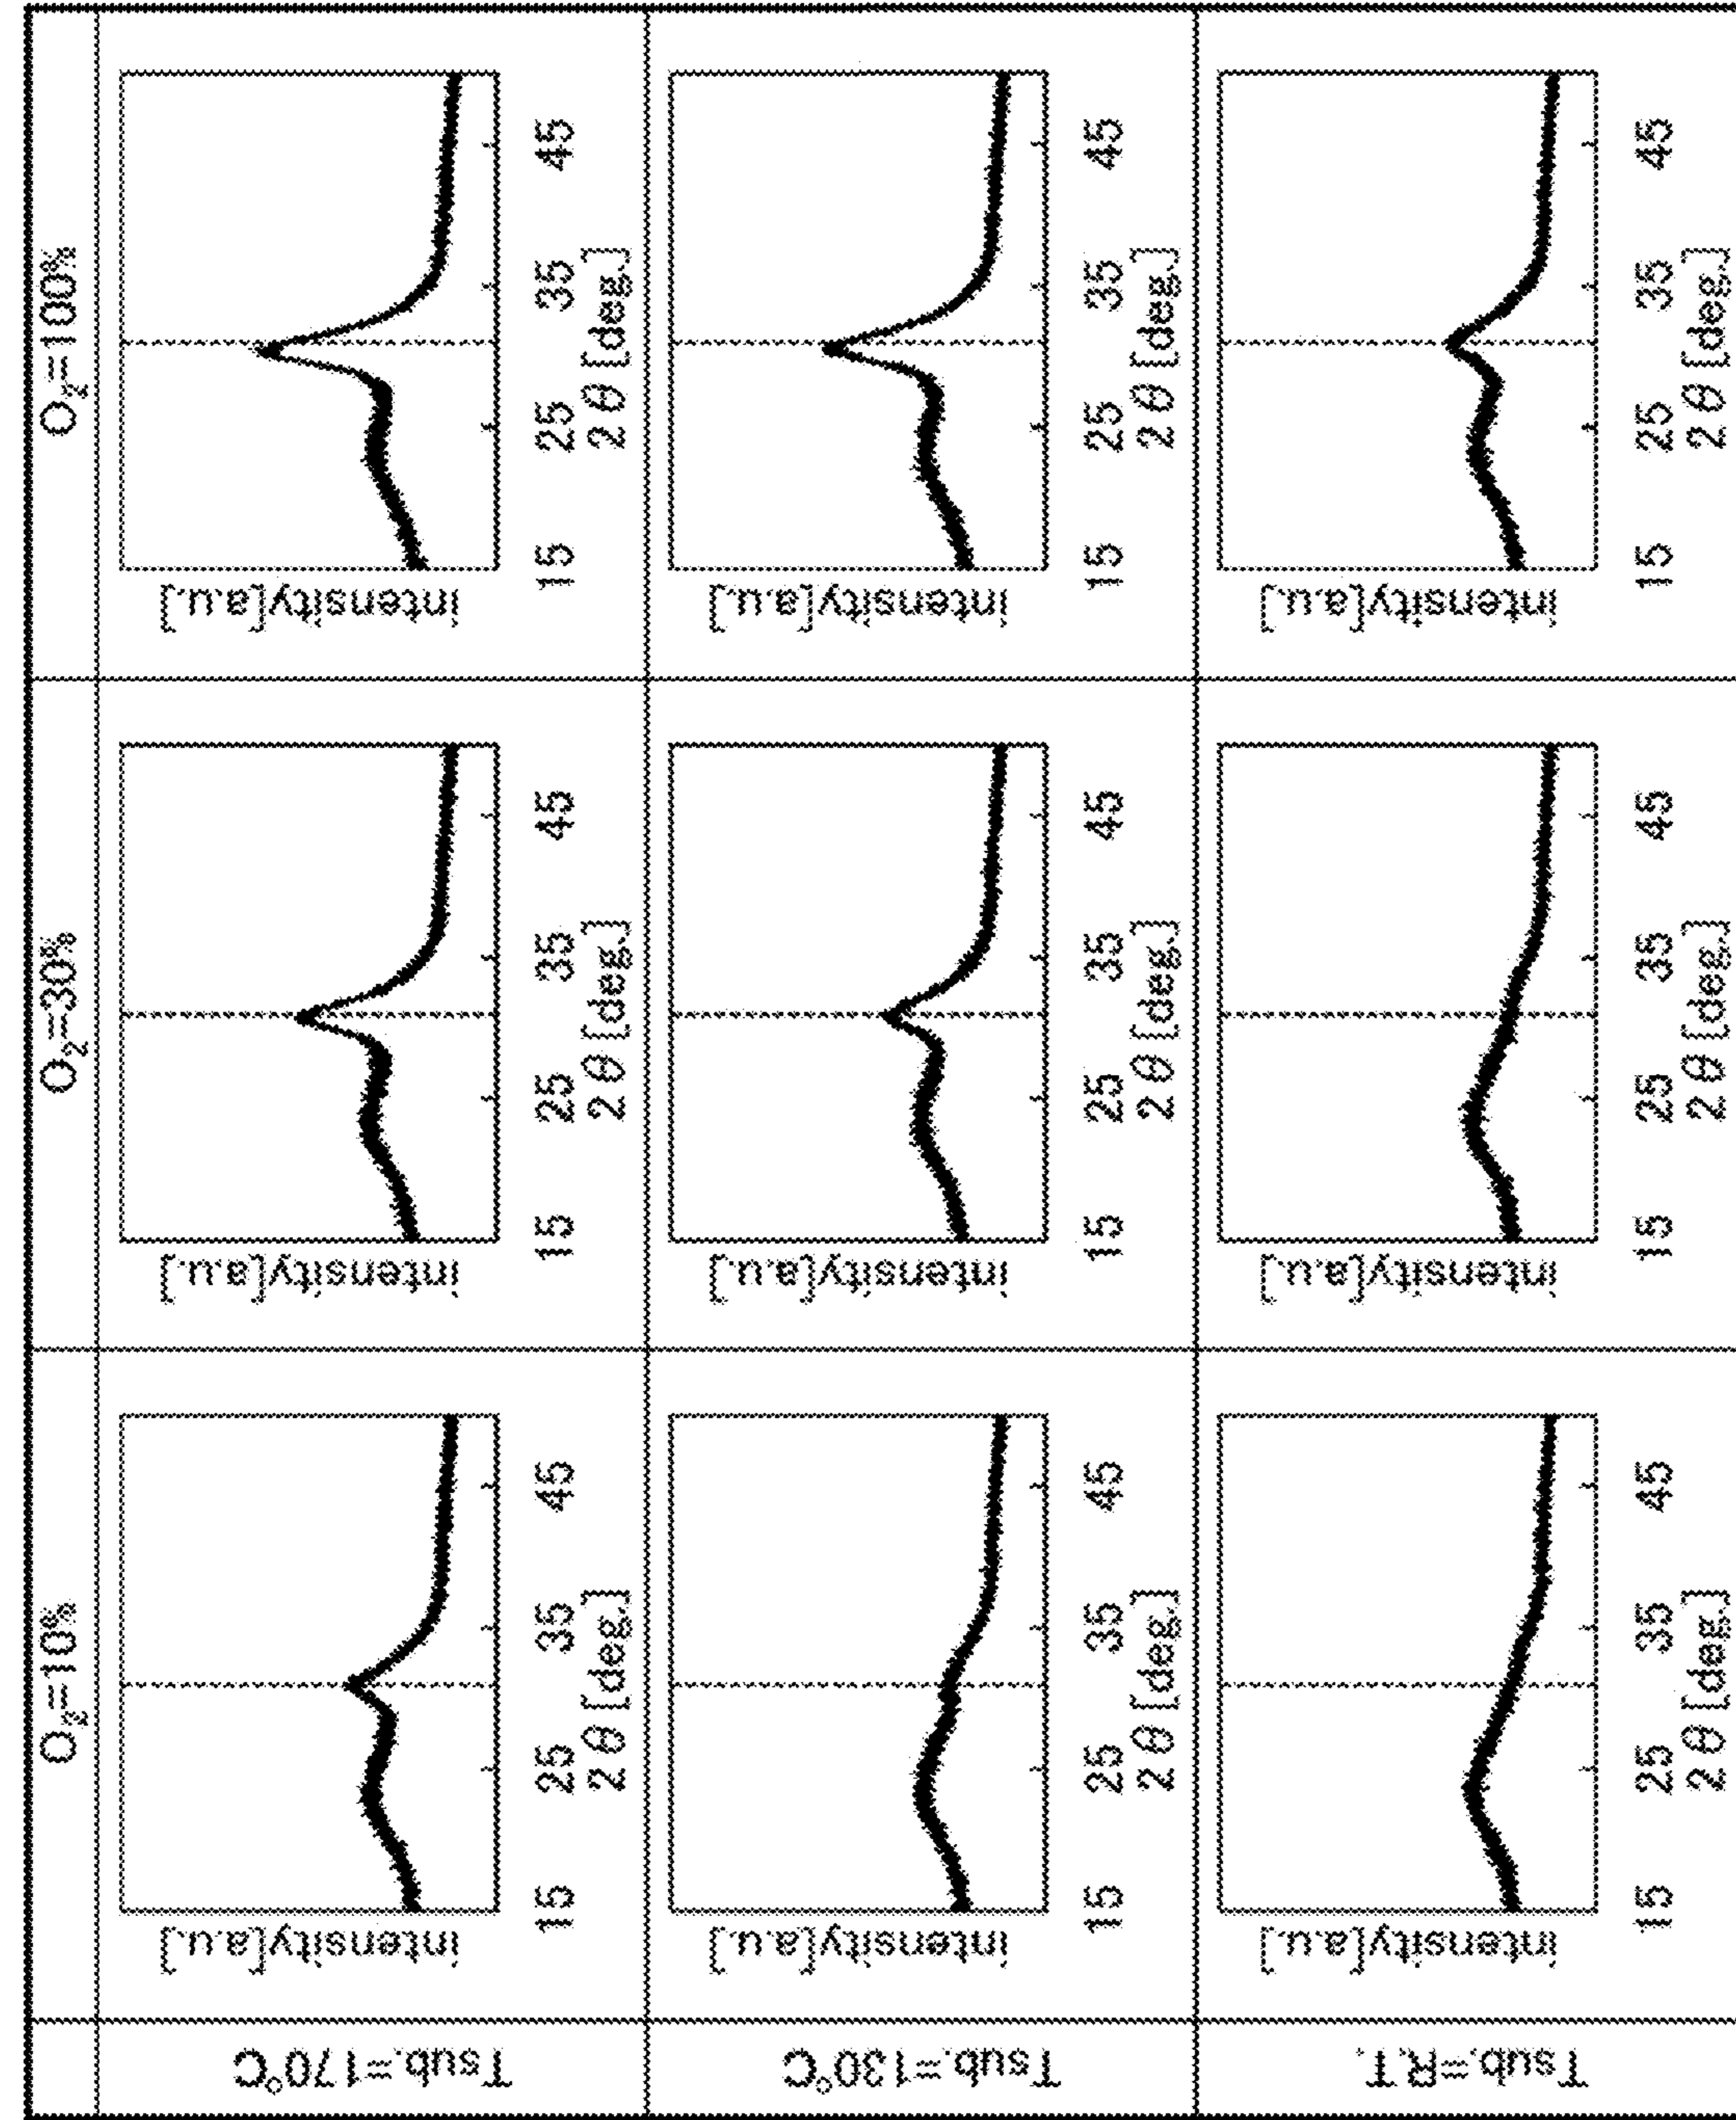 O2=10%
O2=30%
O2=100%
Tsub.=170°C
intensity[a.u.]
15 25 35 45
2θ[deg.]
intensity[a.u.]
15 25 35 45
2θ[deg.]
intensity[a.u.]
15 25 35 45
2θ[deg.]
Tsub.=130°C
intensity[a.u.]
15 25 35 45
2θ[deg.]
intensity[a.u.]
15 25 35 45
2θ[deg.]
intensity[a.u.]
15 25 35 45
2θ[deg.]
Tsub.=R.T.
intensity[a.u.]
15 25 35 45
2θ[deg.]
intensity[a.u.]
15 25 35 45
2θ[deg.]
intensity[a.u.]
15 25 35 45
2θ[deg.]